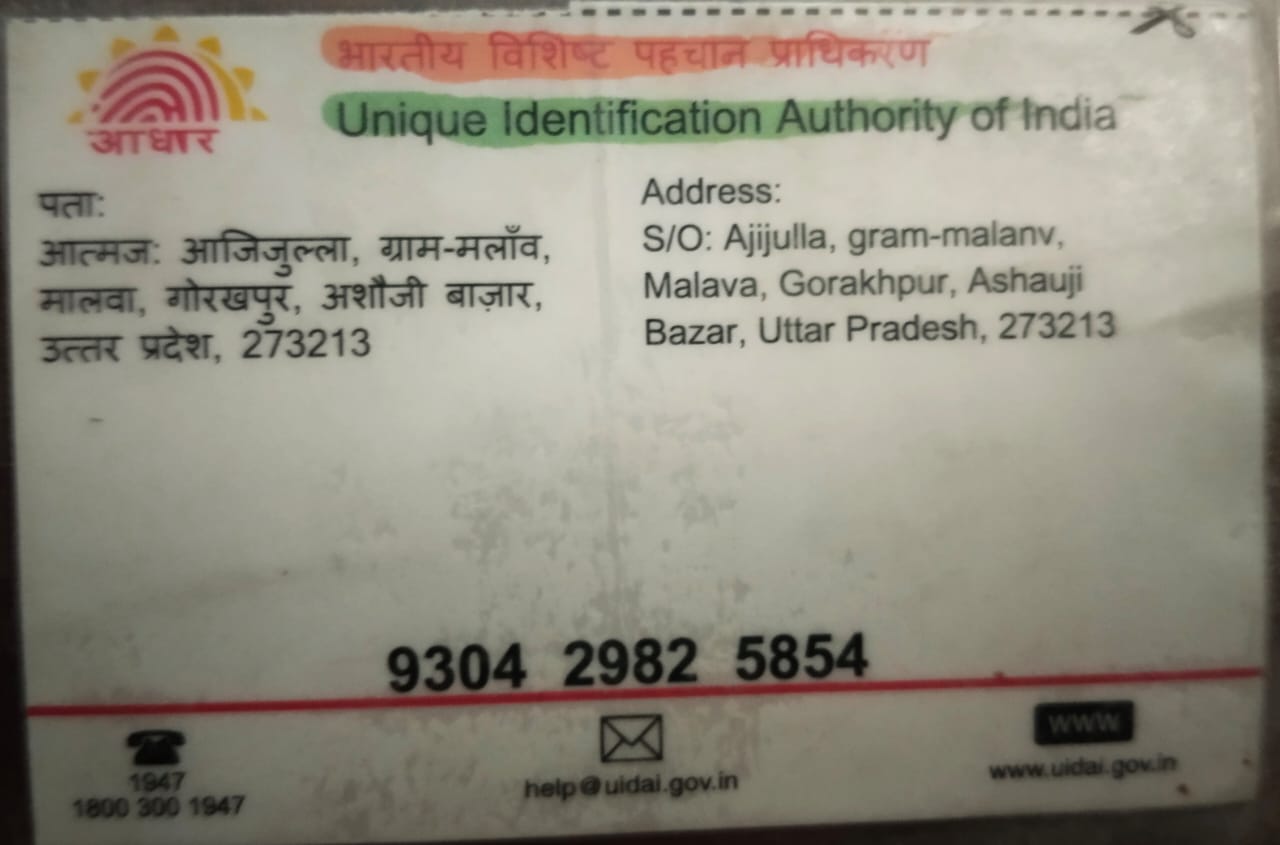 आधार
भारतीय विशिष्ट पहचान प्राधिकरण
Unique Identification Authority of India
पता:
आत्मज: आजिजुल्ला, ग्राम-मलाँव,
मालवा, गोरखपुर, अशौजी बाज़ार,
उत्तर प्रदेश, 273213
Address:
S/O: Ajijulla, gram-malanv,
Malava, Gorakhpur, Ashauji
Bazar, Uttar Pradesh, 273213
9304 2982 5854
1947
1800 300 1947
help@uidai.gov.in
www
www.uidai.gov.in